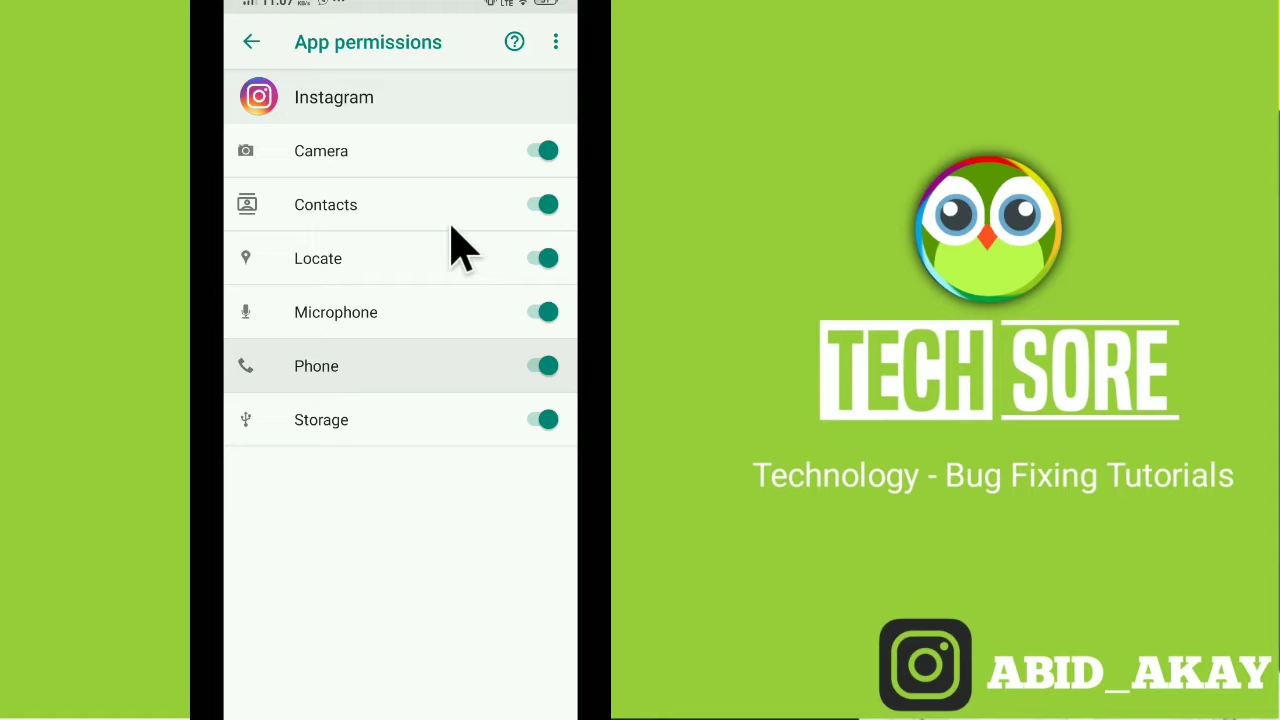 App permissions
Instagram
Camera
Contacts
Locate
Microphone
Phone
Storage
TECH SORE
Technology - Bug Fixing Tutorials
ABID_AKAY